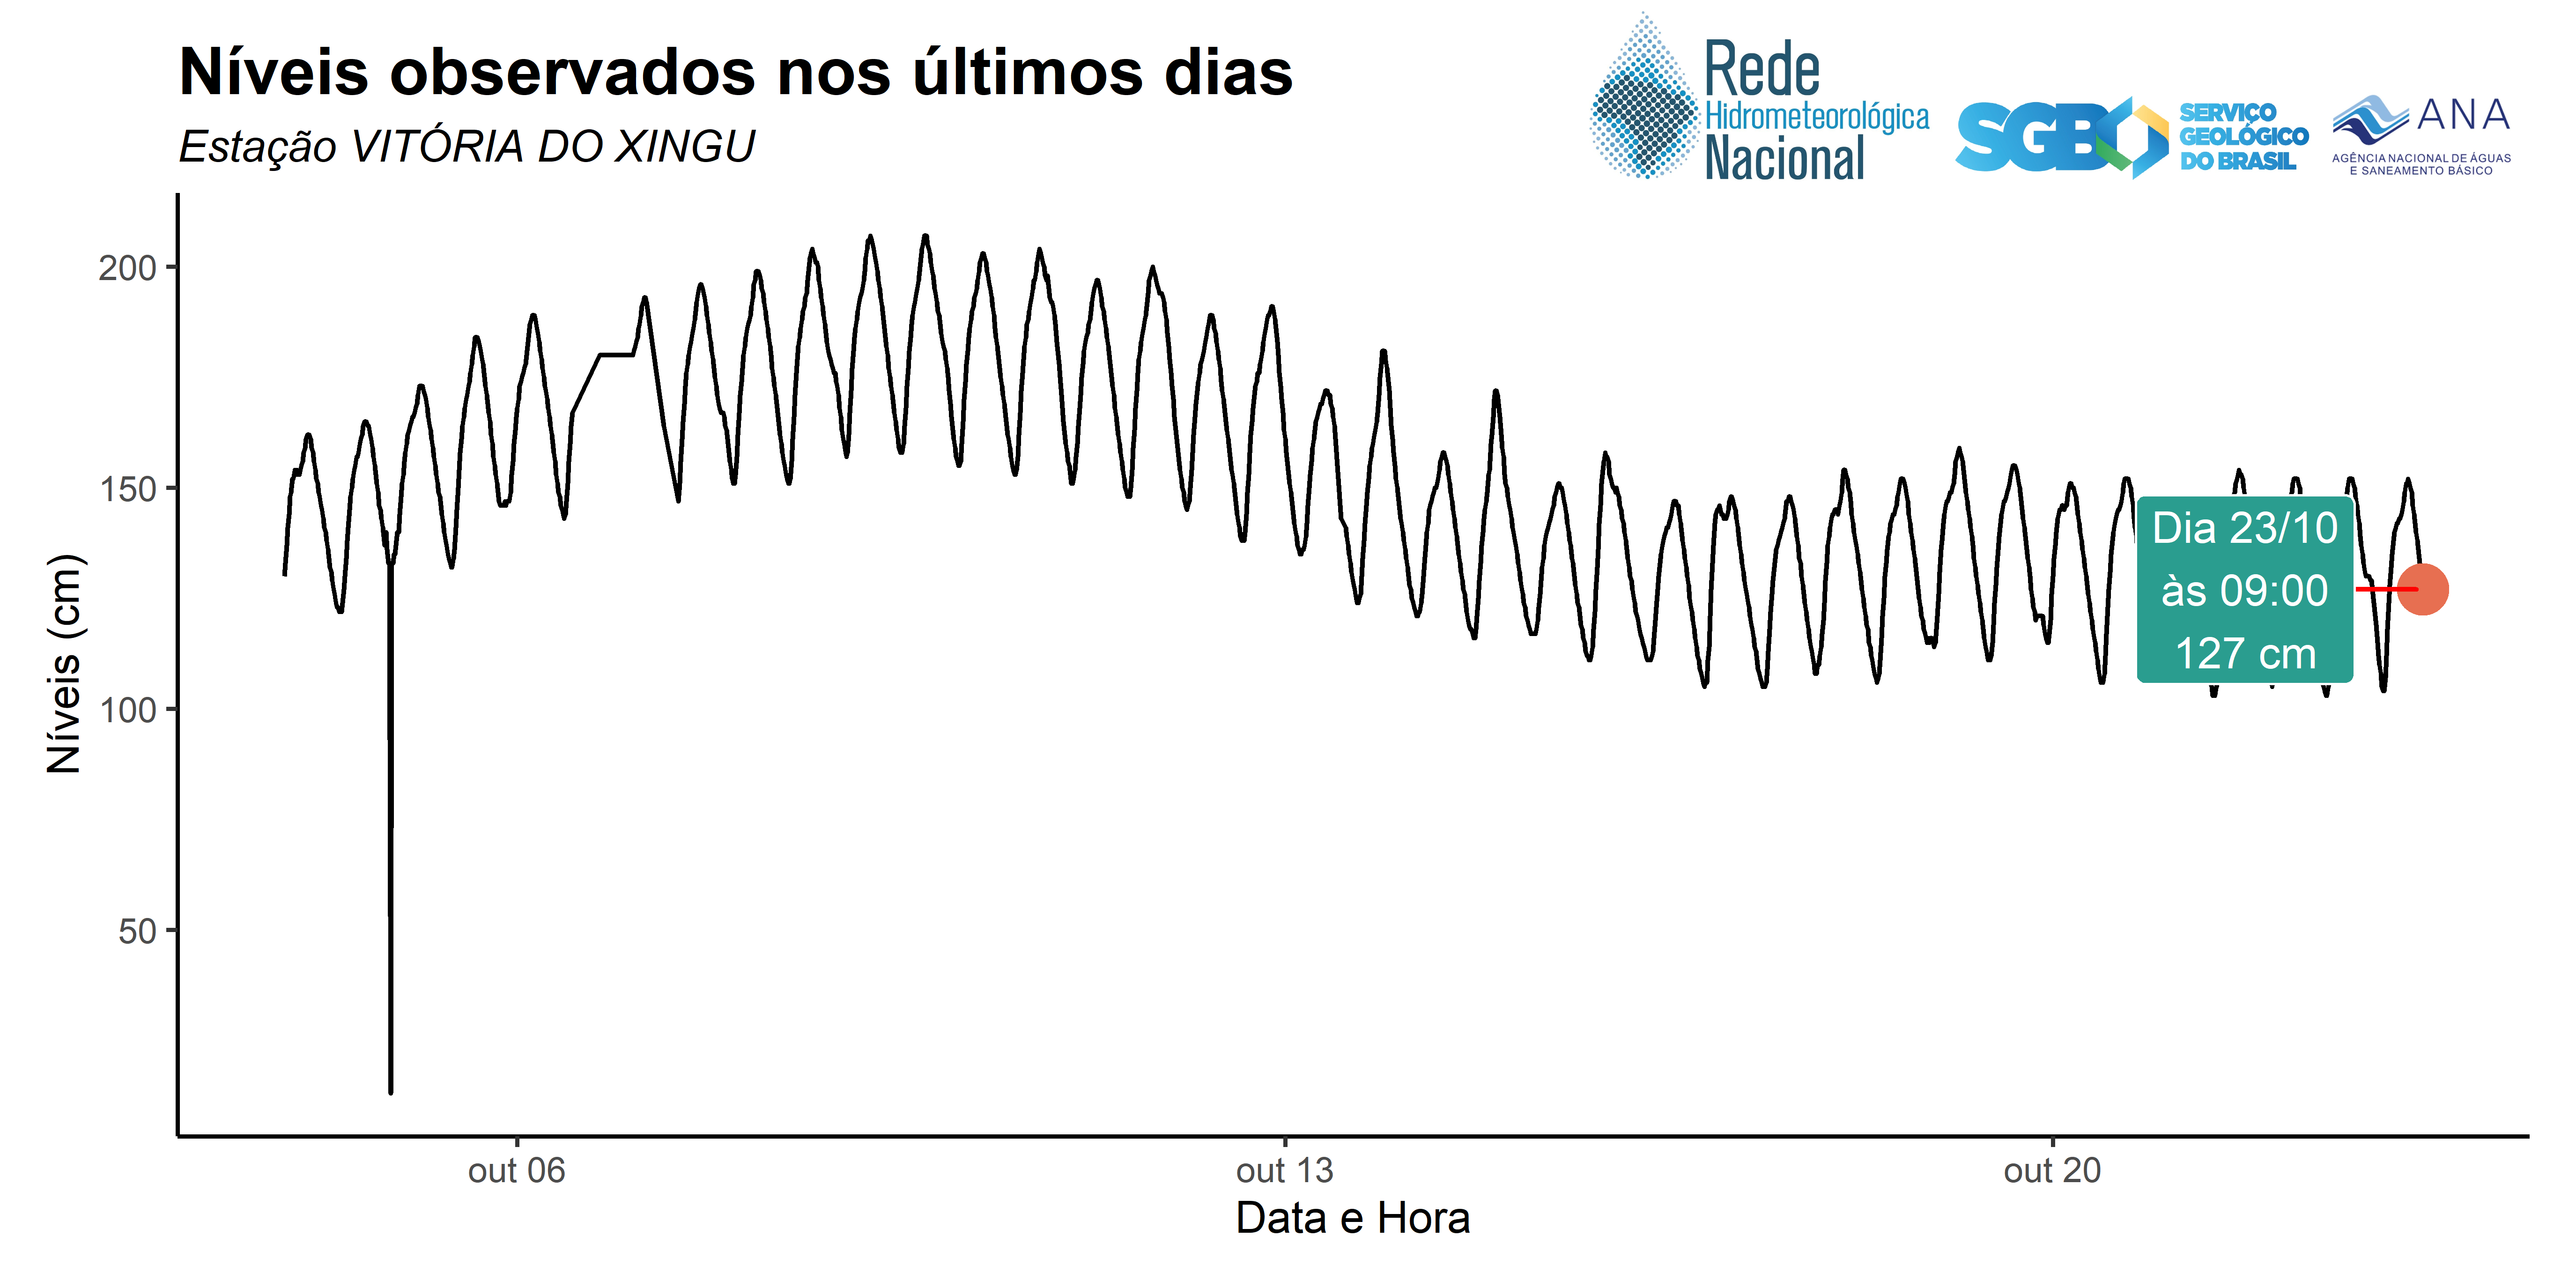 Níveis observados nos últimos dias
Estação VITÓRIA DO XINGU
Rede
Hidrometeorológica
Nacional
SGB
SERVIÇO
GEOLÓGICO
DO BRASIL
ANA
AGÊNCIA NACIONAL DE ÁGUAS
E SANEAMENTO BÁSICO
Níveis (cm)
200
150
100
50
Dia 23/10
às 09:00
127 cm
out 06
out 13
out 20
Data e Hora